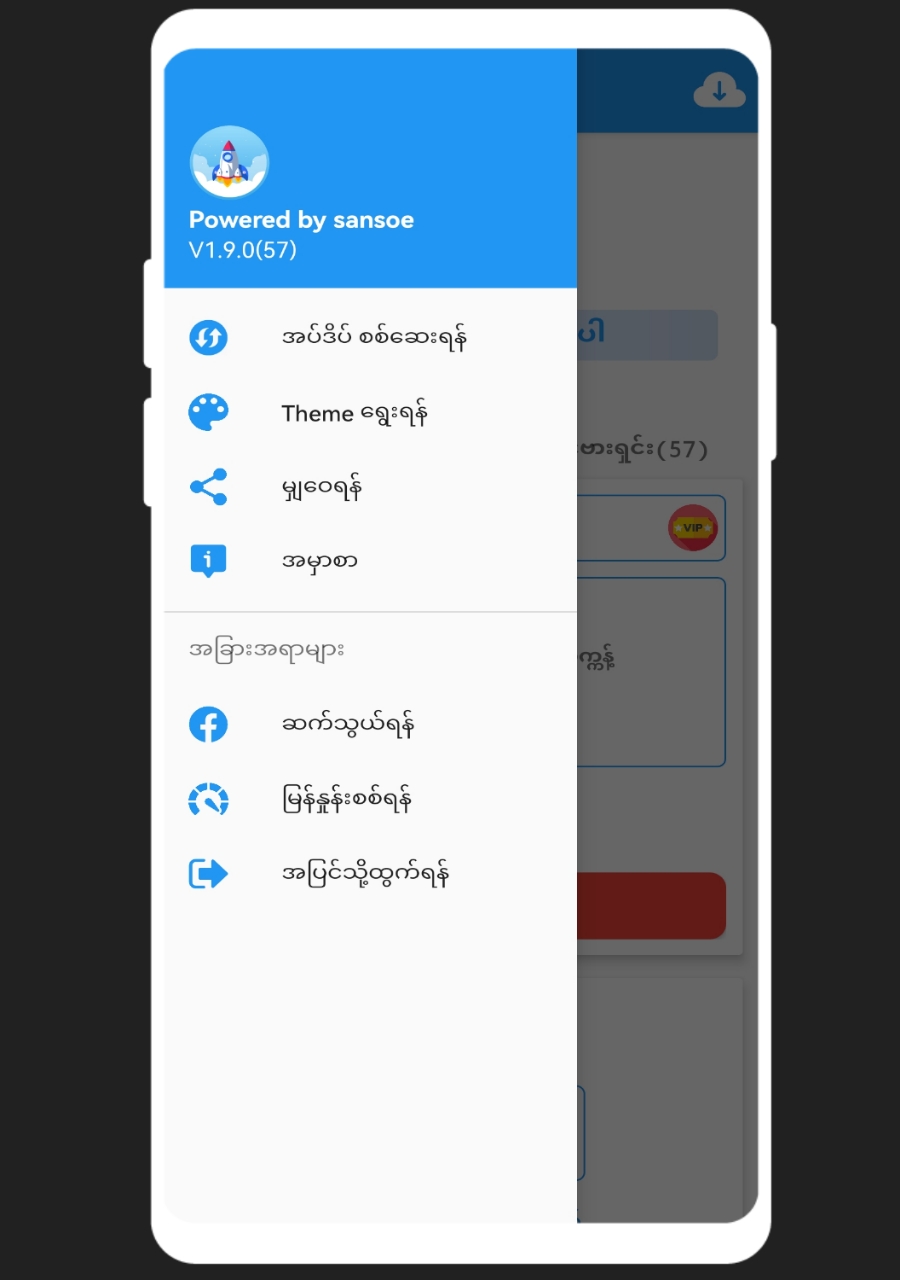 Powered by sansoe
V1.9.0(57)
အပ်ဒိပ် စစ်ဆေးရန်
Theme ရွေးရန်
မျှဝေရန်
အမှာစာ
အခြားအရာများ
ဆက်သွယ်ရန်
မြန်နှုန်းစစ်ရန်
အပြင်သို့ထွက်ရန်
ပါ
ဗားရှင်း(57)
VIP